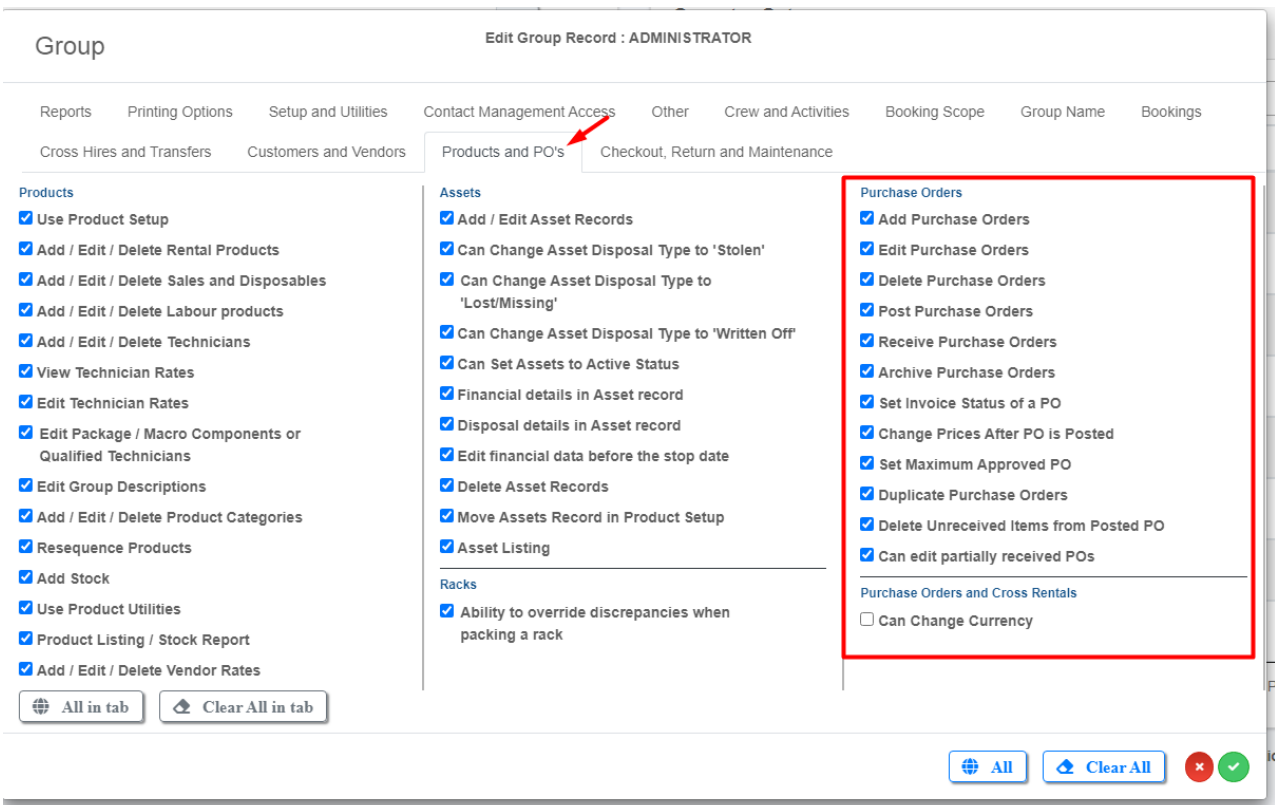 Group
Edit Group Record : ADMINISTRATOR
Reports Printing Options Setup and Utilities Contact Management Access Other Crew and Activities Booking Scope Group Name Bookings
Cross Hires and Transfers Customers and Vendors Products and PO's Checkout, Return and Maintenance
Products
Use Product Setup
Add / Edit / Delete Rental Products
Add / Edit / Delete Sales and Disposables
Add / Edit / Delete Labour products
Add / Edit / Delete Technicians
View Technician Rates
Edit Technician Rates
Edit Package / Macro Components or
Qualified Technicians
Edit Group Descriptions
Add / Edit / Delete Product Categories
Resequence Products
Add Stock
Use Product Utilities
Product Listing / Stock Report
Add / Edit / Delete Vendor Rates
Assets
Add / Edit Asset Records
Can Change Asset Disposal Type to 'Stolen'
Can Change Asset Disposal Type to
'Lost/Missing'
Can Change Asset Disposal Type to 'Written Off'
Can Set Assets to Active Status
Financial details in Asset record
Disposal details in Asset record
Edit financial data before the stop date
Delete Asset Records
Move Assets Record in Product Setup
Asset Listing
Racks
Ability to override discrepancies when
packing a rack
Purchase Orders
Add Purchase Orders
Edit Purchase Orders
Delete Purchase Orders
Post Purchase Orders
Receive Purchase Orders
Archive Purchase Orders
Set Invoice Status of a PO
Change Prices After PO is Posted
Set Maximum Approved PO
Duplicate Purchase Orders
Delete Unreceived Items from Posted PO
Can edit partially received POs
Purchase Orders and Cross Rentals
Can Change Currency
All in tab Clear All in tab
All Clear All